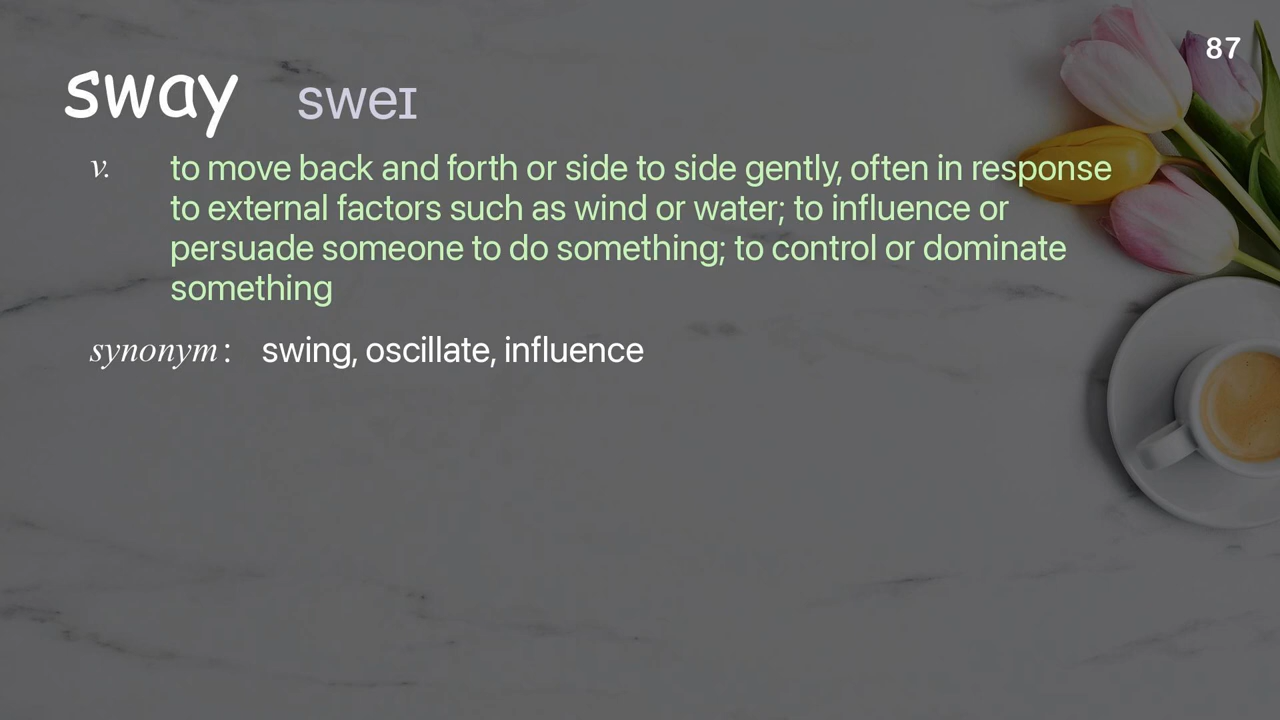 87
sway sweɪ
v. to move back and forth or side to side gently, often in response
to external factors such as wind or water; to influence or
persuade someone to do something; to control or dominate
something
synonym: swing, oscillate, influence